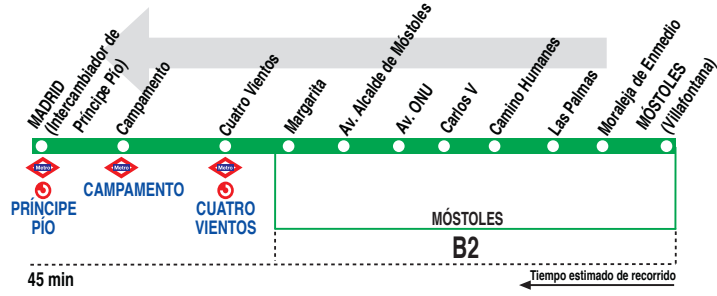 MADRID
(Intercambiador de
Príncipe Pío)
Campamento
Cuatro Vientos
Margarita
Av. Alcalde de Móstoles
Av. ONU
Carlos V
Camino Humanes
Las Palmas
Moraleja de Enmedio
MÓSTOLES
(Villafontana)
Metro
Metro
Metro
PRÍNCIPE
PÍO
CAMPAMENTO
CUATRO
VIENTOS
MÓSTOLES
B2
45 min
Tiempo estimado de recorrido